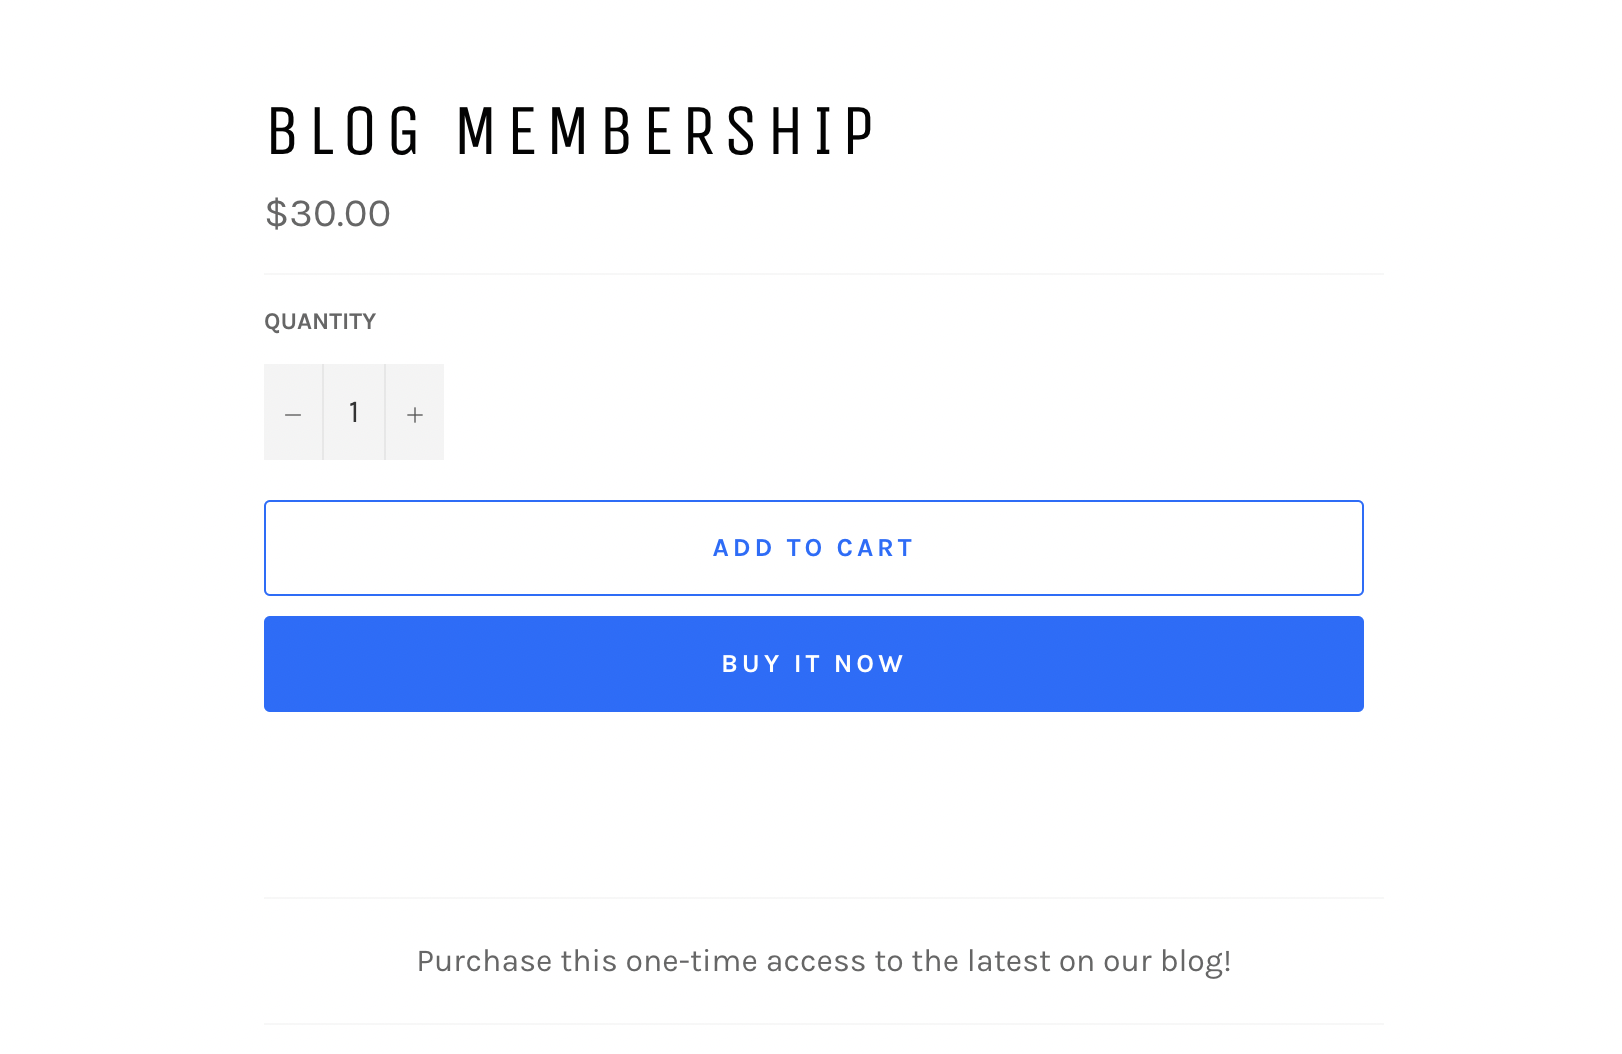 BLOG MEMBERSHIP
$30.00
QUANTITY
− 1 +
ADD TO CART
BUY IT NOW
Purchase this one-time access to the latest on our blog!